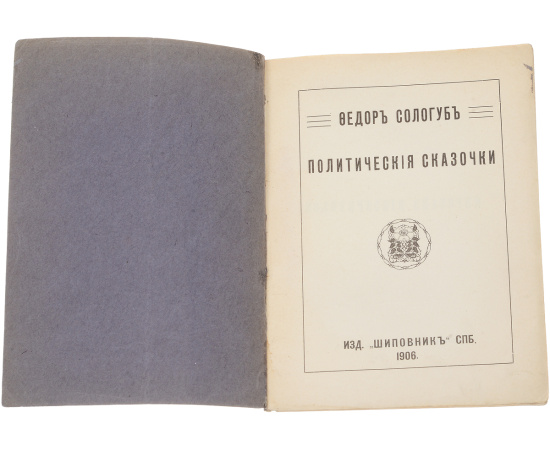 ѲЕДОРЪ СОЛОГУБЪ
ПОЛИТИЧЕСКІЯ СКАЗОЧКИ
ИЗД. „ШИПОВНИКЪ“ СПБ.
1906.